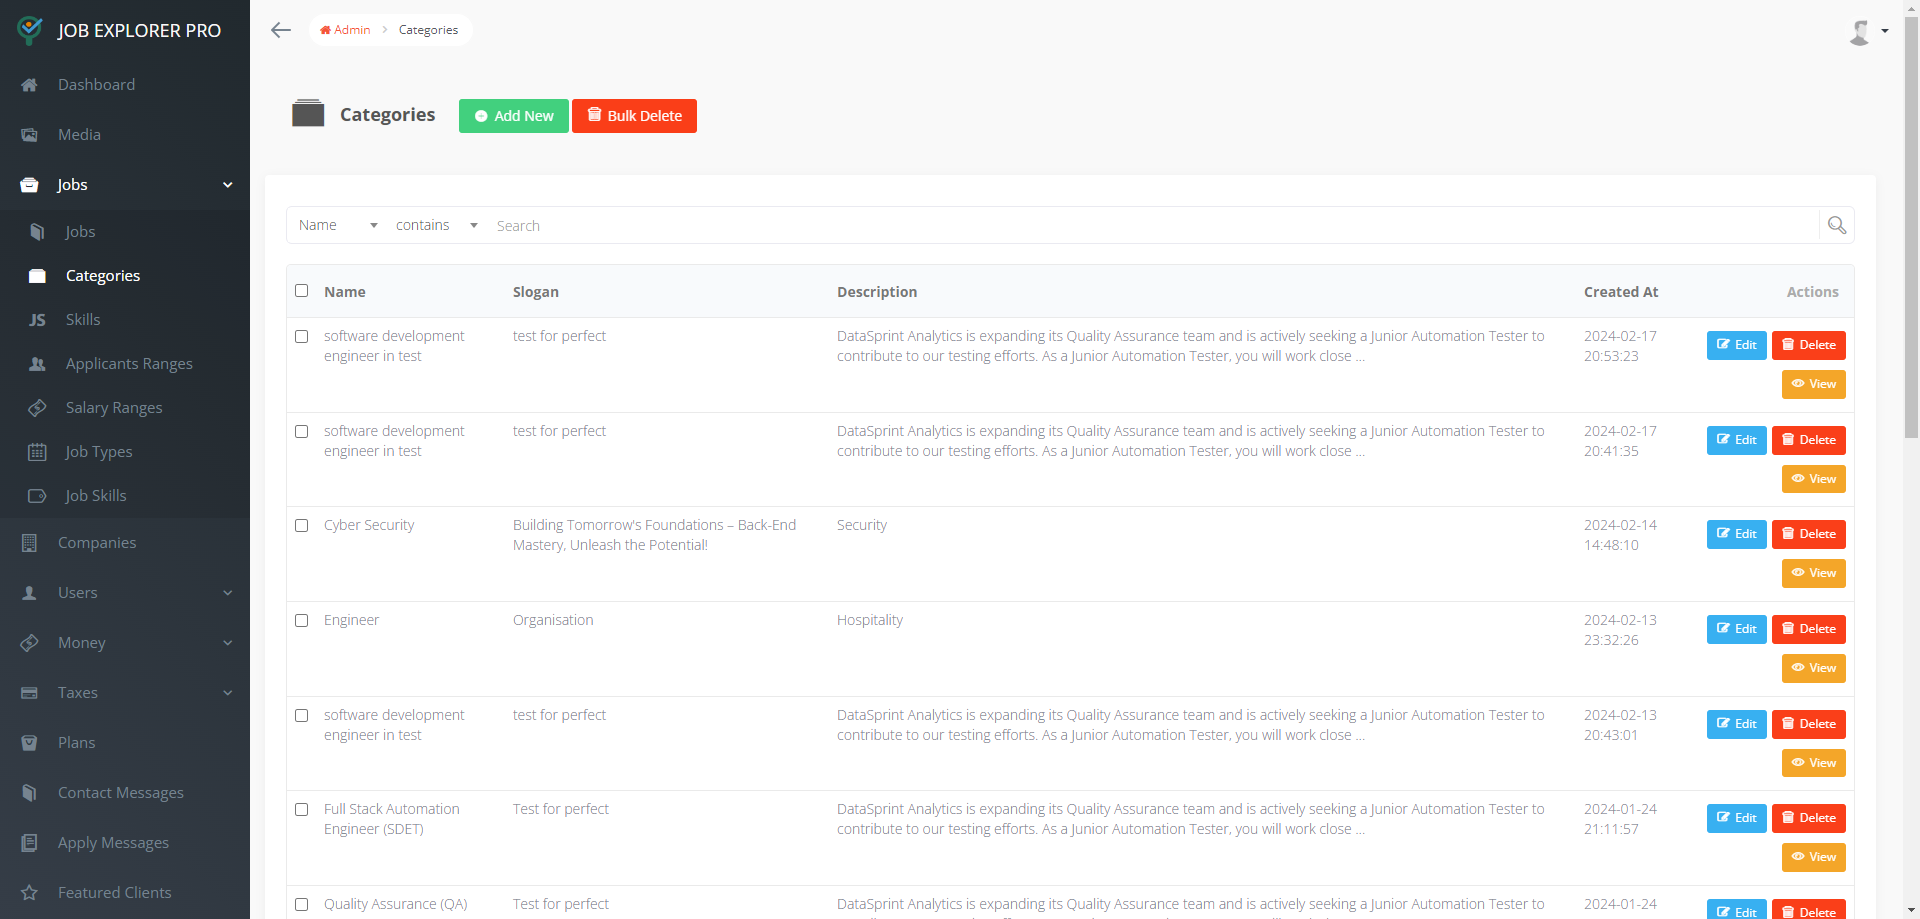 JOB EXPLORER PRO
Dashboard
Media
Jobs
Jobs
Categories
JS Skills
Applicants Ranges
Salary Ranges
Job Types
Job Skills
Companies
Users
Money
Taxes
Plans
Contact Messages
Apply Messages
Featured Clients
Admin > Categories
Categories Add New Bulk Delete
Name contains Search
Name Slogan Description Created At Actions
software development test for perfect DataSprint Analytics is expanding its Quality Assurance team and is actively seeking a Junior Automation Tester to 2024-02-17 Edit Delete
engineer in test contribute to our testing efforts. As a Junior Automation Tester, you will work close ... 20:53:23
View
software development test for perfect DataSprint Analytics is expanding its Quality Assurance team and is actively seeking a Junior Automation Tester to 2024-02-17 Edit Delete
engineer in test contribute to our testing efforts. As a Junior Automation Tester, you will work close ... 20:41:35
View
Cyber Security Building Tomorrow's Foundations – Back-End Security 2024-02-14 Edit Delete
Mastery, Unleash the Potential! 14:48:10
View
Engineer Organisation Hospitality 2024-02-13 Edit Delete
23:32:26
View
software development test for perfect DataSprint Analytics is expanding its Quality Assurance team and is actively seeking a Junior Automation Tester to 2024-02-13 Edit Delete
engineer in test contribute to our testing efforts. As a Junior Automation Tester, you will work close ... 20:43:01
View
Full Stack Automation Test for perfect DataSprint Analytics is expanding its Quality Assurance team and is actively seeking a Junior Automation Tester to 2024-01-24 Edit Delete
Engineer (SDET) contribute to our testing efforts. As a Junior Automation Tester, you will work close ... 21:11:57
View
Quality Assurance (QA) Test for perfect DataSprint Analytics is expanding its Quality Assurance team and is actively seeking a Junior Automation Tester to 2024-01-24 Edit Delete